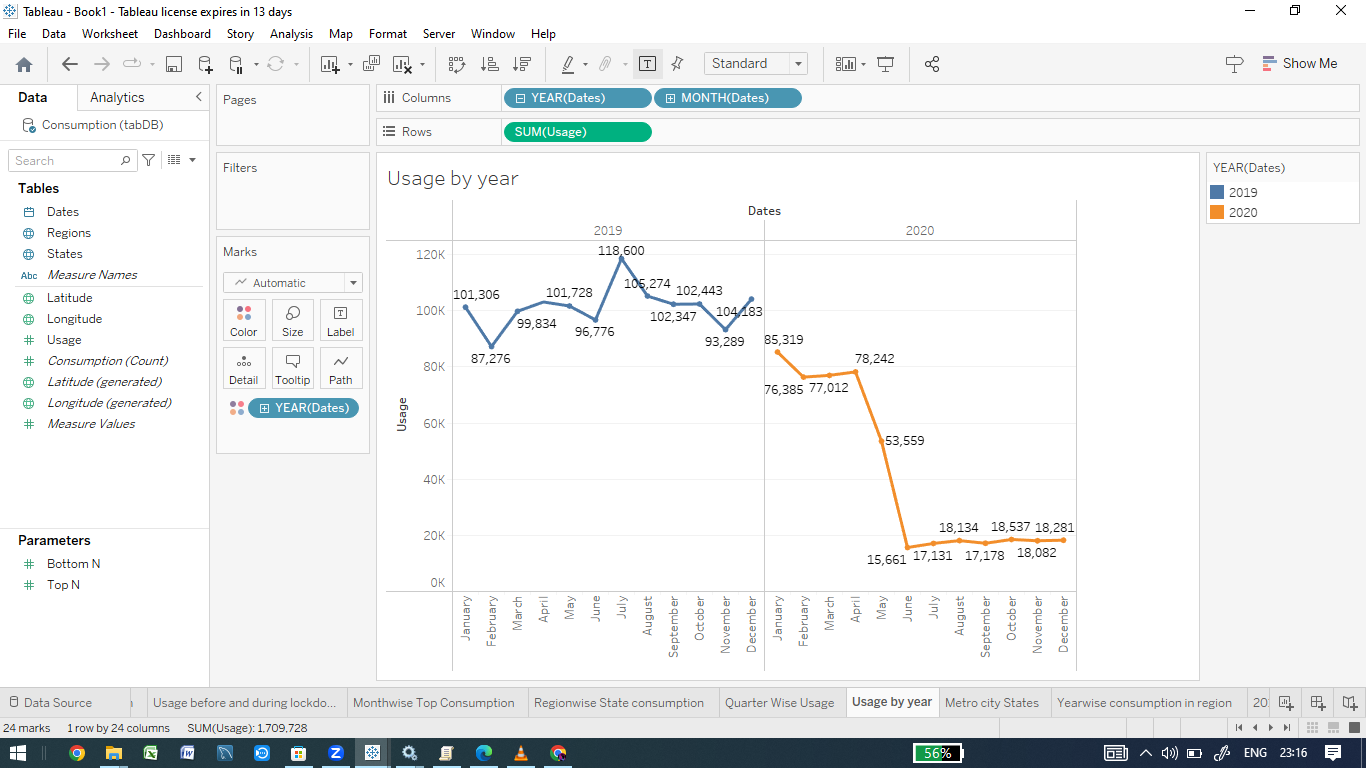 Tableau - Book1 - Tableau license expires in 13 days
File Data Worksheet Dashboard Story Analysis Map Format Server Window Help
Standard
Show Me
Data Analytics
Consumption (tabDB)
Search
Tables
Dates
Regions
States
Abc Measure Names
Latitude
Longitude
Usage
Consumption (Count)
Latitude (generated)
Longitude (generated)
Measure Values
Parameters
Bottom N
Top N
Pages
Filters
Marks
Automatic
Color Size Label
Detail Tooltip Path
YEAR(Dates)
Columns YEAR(Dates) MONTH(Dates)
Rows SUM(Usage)
Usage by year
Dates
2019 2020
Usage
120K
100K
80K
60K
40K
20K
0K
101,306
87,276
99,834
101,728
96,776
118,600
105,274
102,347
102,443
93,289
104,183
85,319
76,385
77,012
78,242
53,559
15,661
17,131
18,134
17,178
18,537
18,082
18,281
January February March April May June July August September October November December
January February March April May June July August September October November December
YEAR(Dates)
2019
2020
Data Source Usage before and during lockdo... Monthwise Top Consumption Regionwise State consumption Quarter Wise Usage Usage by year Metro city States Yearwise consumption in region 20
24 marks 1 row by 24 columns SUM(Usage): 1,709,728
56% ENG 23:16